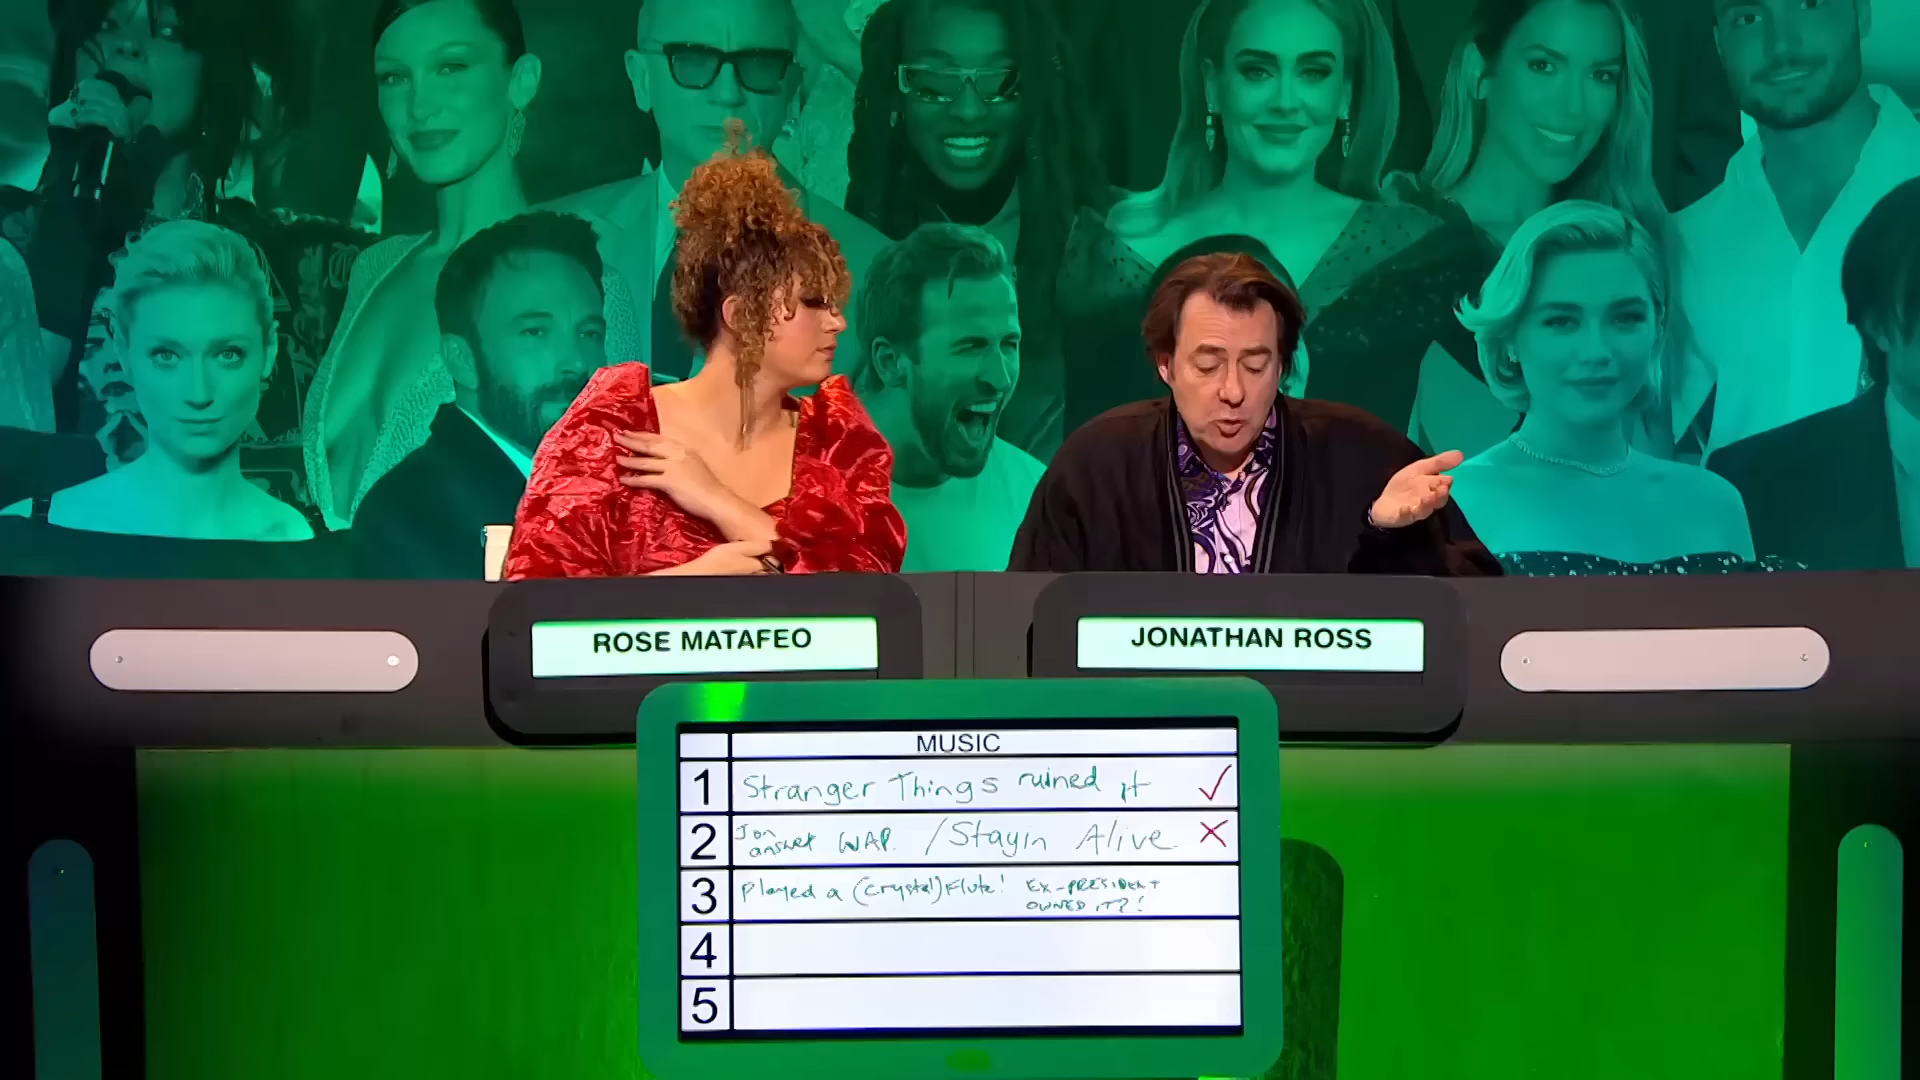 ROSE MATAFEO
JONATHAN ROSS
MUSIC
1 Stranger Things ruined it ✓
2 Jon answer WAP. / Stayin Alive X
3 Played a (crystal) Flute! EX-PRESIDENT
OWNED IT?!
4
5